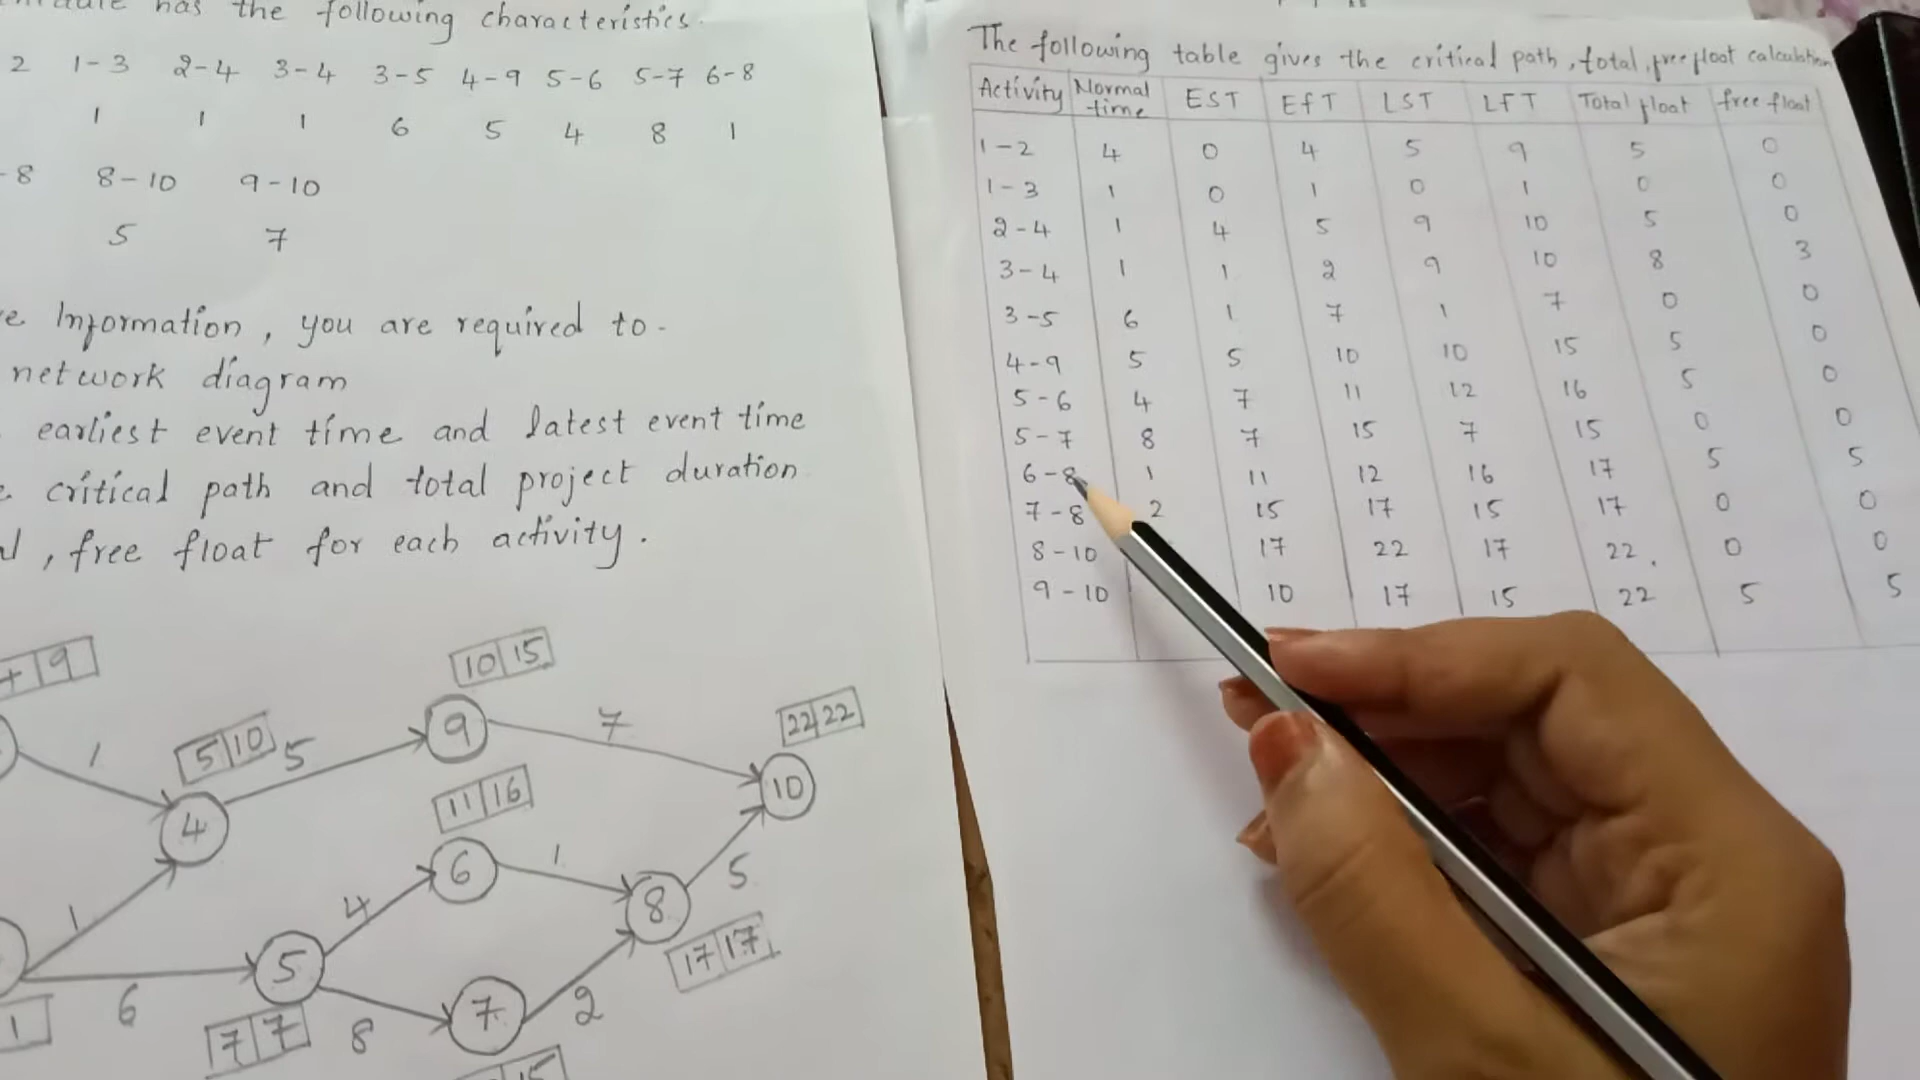 has the following characteristics.
2 1-3 2-4 3-4 3-5 4-9 5-6 5-7 6-8
1 1 1 6 5 4 8 1
-8 8-10 9-10
5 7
Information, you are required to-
network diagram
earliest event time and latest event time
critical path and total project duration
, free float for each activity.
9
1
5 10
5
4
1
1
6
7 7
5
10 15
9
7
11 16
6
4
1
8
7
2
15
8
17 17
5
22 22
10
The following table gives the critical path, total, free float calculation
Activity Normal time EST EFT LST LFT Total float free float
1-2 4 0 4 5 9 5 0
1-3 1 0 1 0 1 0 0
2-4 1 4 5 9 10 5 0
3-4 1 1 2 9 10 8 3
3-5 6 1 7 1 7 0 0
4-9 5 5 10 10 15 5 0
5-6 4 7 11 12 16 5 0
5-7 8 7 15 7 15 0 0
6-8 1 11 12 16 17 5 5
7-8 2 15 17 15 17 0 0
8-10 17 22 17 22. 0 0
9-10 10 17 15 22 5 5